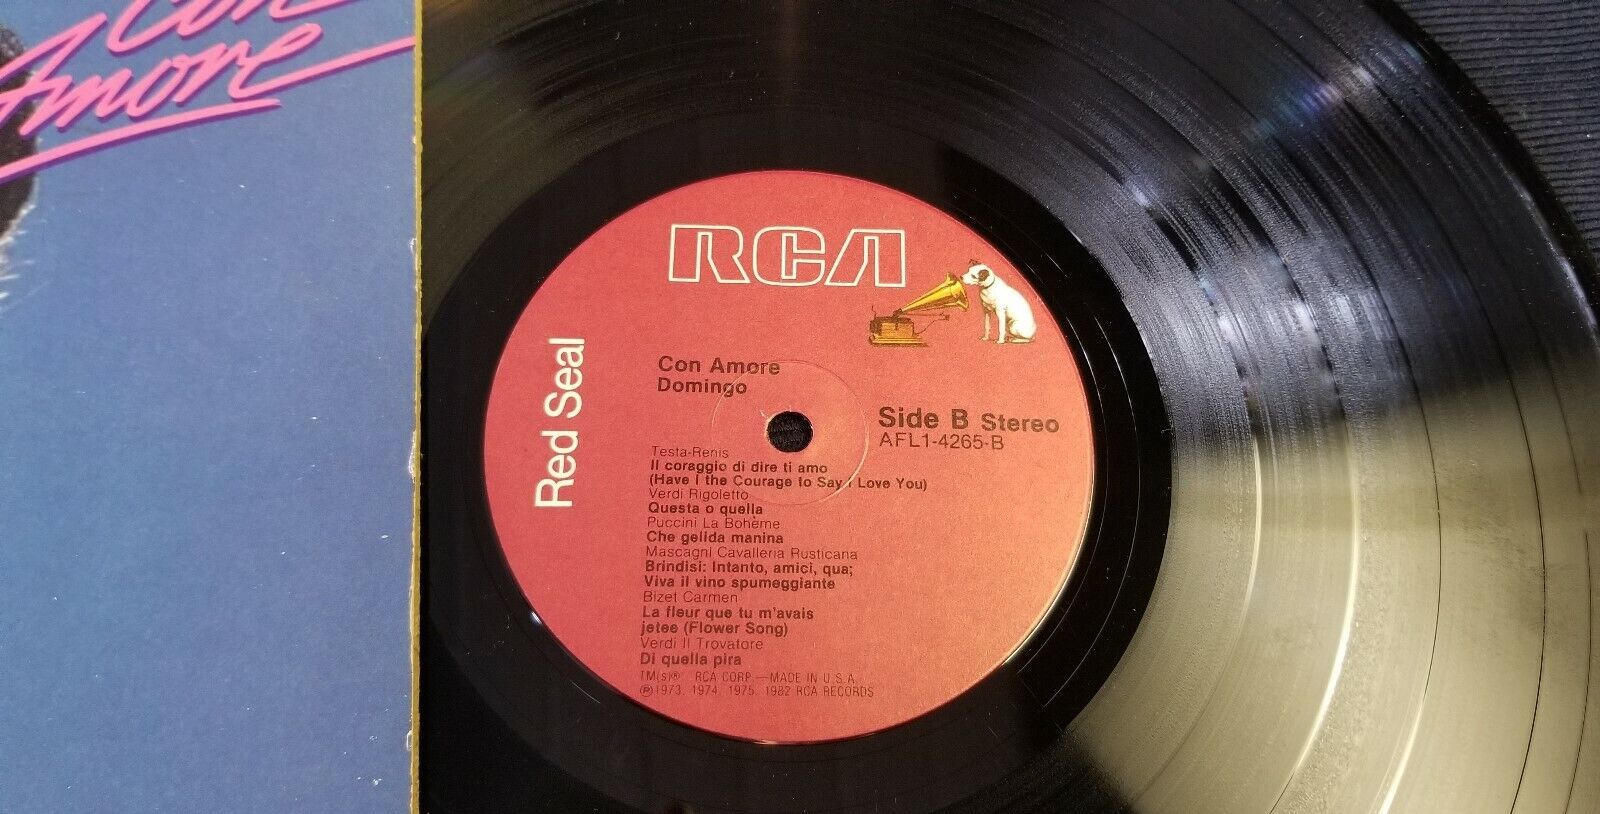 Con
Amore
RCA
Red Seal
Con Amore
Domingo
Side B Stereo
AFL1-4265-B
Testa-Renis
Il coraggio di dire ti amo
(Have I the Courage to Say I Love You)
Verdi Rigoletto
Questa o quella
Puccini La Bohème
Che gelida manina
Mascagni Cavalleria Rusticana
Brindisi: Intanto, amici, qua;
Viva il vino spumeggiante
Bizet Carmen
La fleur que tu m'avais
jetee (Flower Song)
Verdi Il Trovatore
Di quella pira
TM(s)® RCA CORP.—MADE IN U.S.A.
℗1973, 1974, 1975, 1982 RCA RECORDS